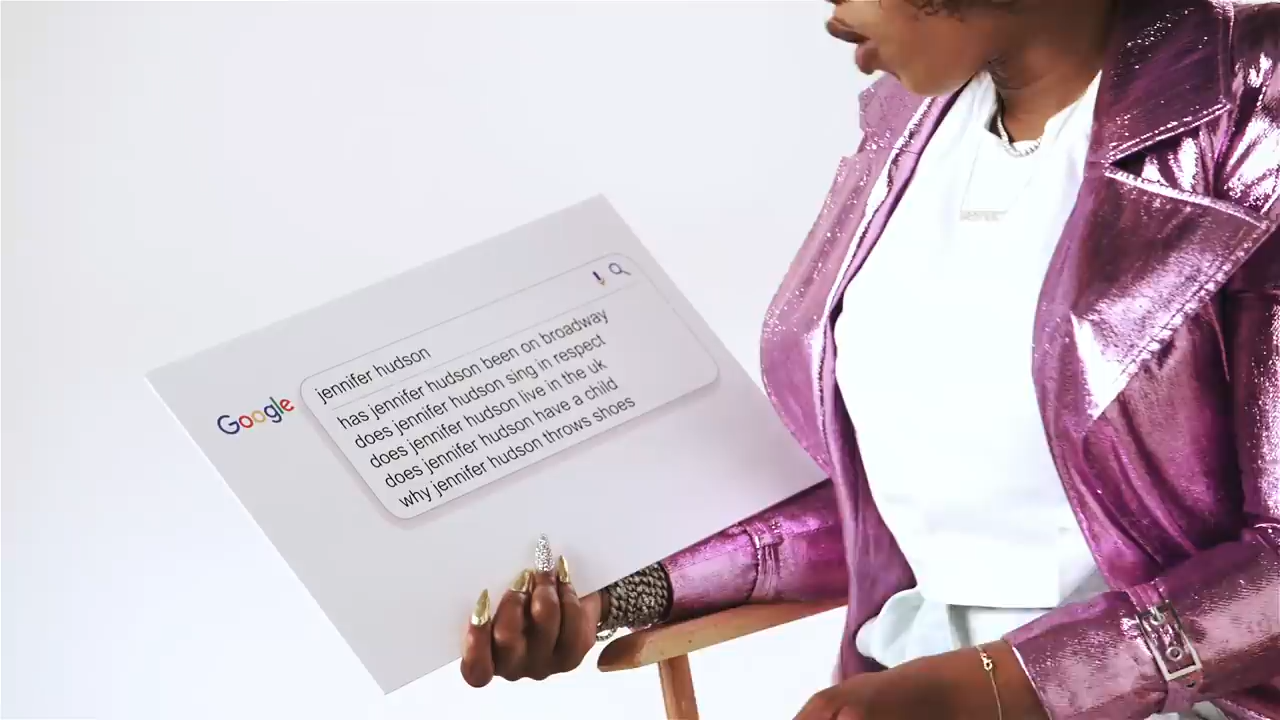 Google
jennifer hudson
has jennifer hudson been on broadway
does jennifer hudson sing in respect
does jennifer hudson live in the uk
does jennifer hudson have a child
why jennifer hudson throws shoes